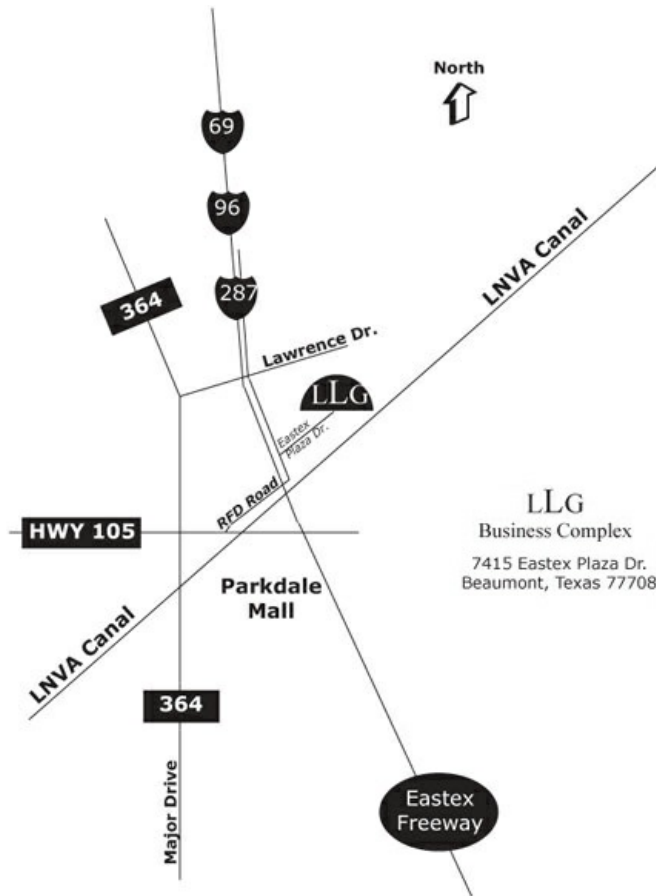 North
69
96
287
364
LNVA Canal
Lawrence Dr.
LLG
Eastex
Plaza Dr.
RFD Road
HWY 105
LLG
Business Complex
7415 Eastex Plaza Dr.
Beaumont, Texas 77708
Parkdale
Mall
LNVA Canal
364
Major Drive
Eastex
Freeway